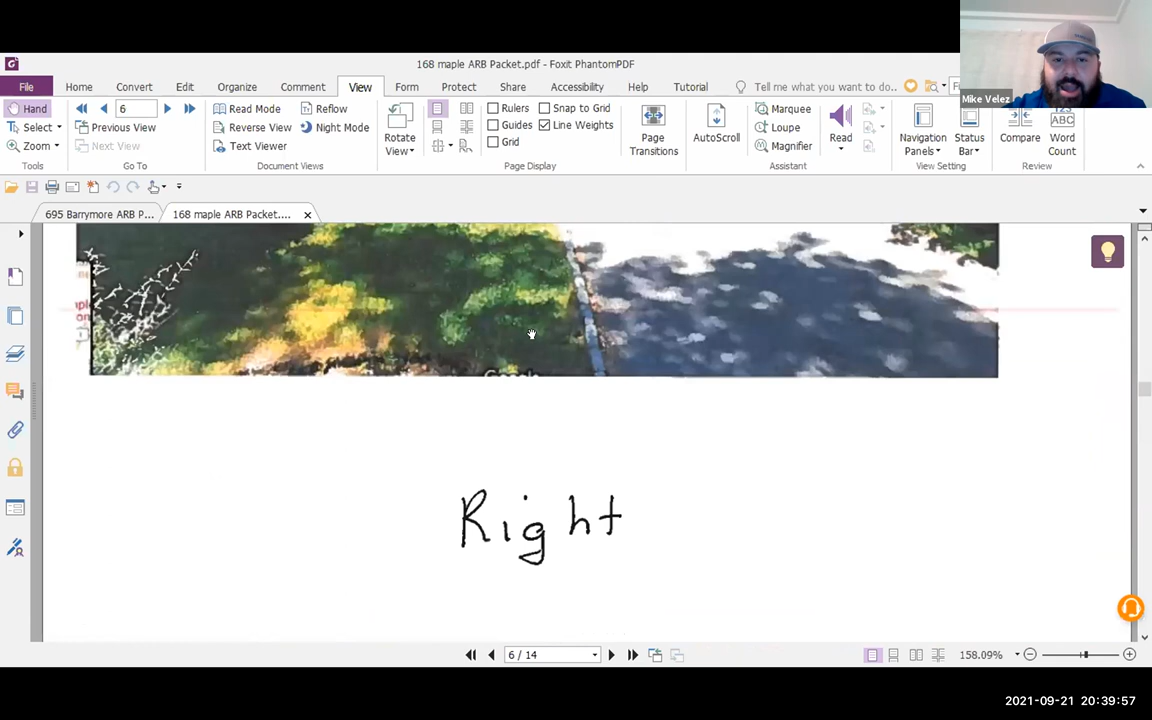 168 maple ARB Packet.pdf - Foxit PhantomPDF
File Home Convert Edit Organize Comment View Form Protect Share Accessibility Help Tutorial Tell me what you want to do..
Hand 6 Read Mode Reflow Rulers Snap to Grid Marquee
Select Previous View Reverse View Night Mode Guides Line Weights Loupe
Zoom Next View Text Viewer Grid Magnifier
Rotate View Page Transitions AutoScroll Read Navigation Panels Status Bar Compare Word Count
123
ABC
Tools Go To Document Views Page Display Assistant View Setting Review
Mike Velez
695 Barrymore ARB P... 168 maple ARB Packet....
Google
Right
6 / 14 158.09%
2021-09-21 20:39:57